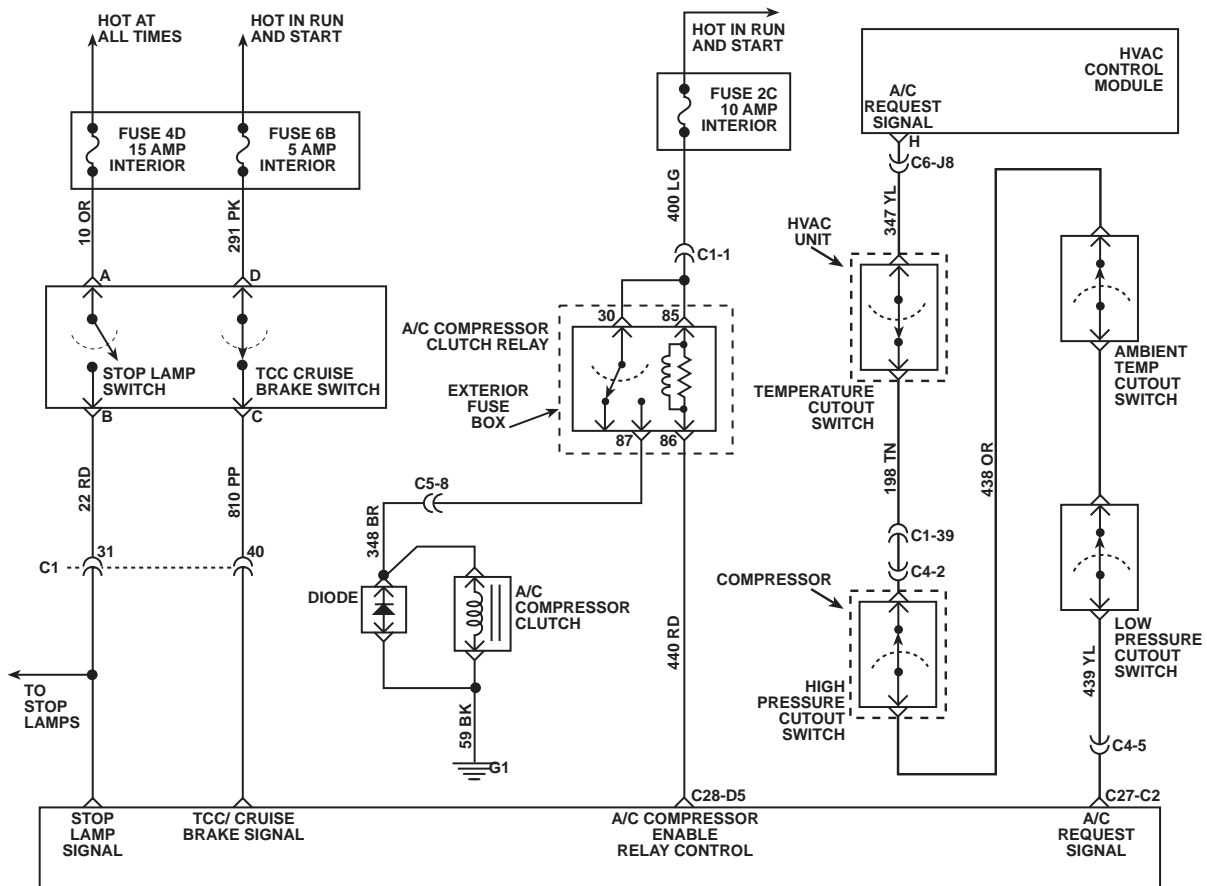 HOT AT
ALL TIMES
HOT IN RUN
AND START
HOT IN RUN
AND START
FUSE 4D
15 AMP
INTERIOR
FUSE 6B
5 AMP
INTERIOR
FUSE 2C
10 AMP
INTERIOR
HVAC
CONTROL
MODULE
A/C
REQUEST
SIGNAL
H
C6-J8
10 OR
291 PK
400 LG
347 YL
HVAC
UNIT
C1-1
A
D
30
85
A/C COMPRESSOR
CLUTCH RELAY
STOP LAMP
SWITCH
TCC CRUISE
BRAKE SWITCH
EXTERIOR
FUSE
BOX
TEMPERATURE
CUTOUT
SWITCH
AMBIENT
TEMP
CUTOUT
SWITCH
B
C
87
86
22 RD
810 PP
C5-8
198 TN
438 OR
348 BR
C1
31
40
C1-39
C4-2
COMPRESSOR
DIODE
A/C
COMPRESSOR
CLUTCH
440 RD
LOW
PRESSURE
CUTOUT
SWITCH
439 YL
HIGH
PRESSURE
CUTOUT
SWITCH
TO
STOP
LAMPS
59 BK
G1
C4-5
C28-D5
C27-C2
STOP
LAMP
SIGNAL
TCC/ CRUISE
BRAKE SIGNAL
A/C COMPRESSOR
ENABLE
RELAY CONTROL
A/C
REQUEST
SIGNAL